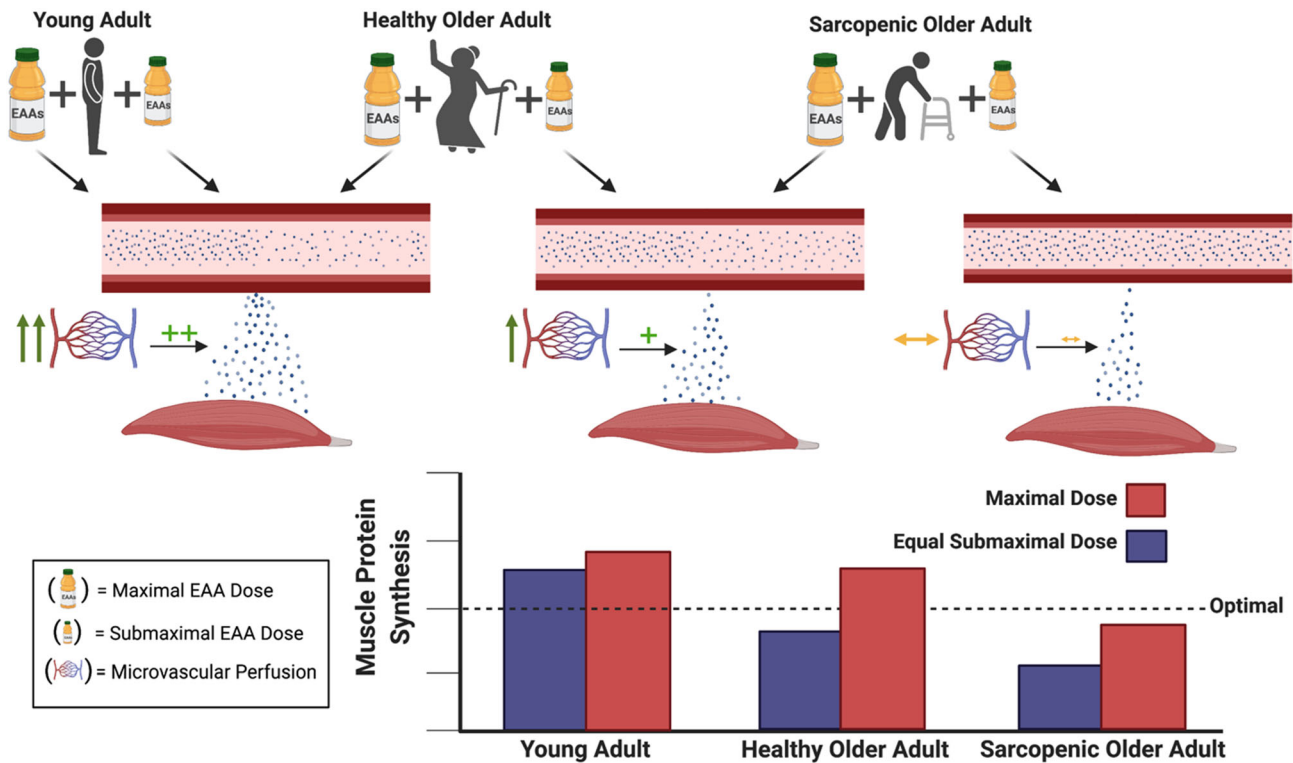 Young Adult
Healthy Older Adult
Sarcopenic Older Adult
EAAs
+
+
EAAs
EAAs
+
+
EAAs
EAAs
+
+
EAAs
++
+
Muscle Protein
Synthesis
Maximal Dose
Equal Submaximal Dose
Optimal
(EAAs) = Maximal EAA Dose
( ) = Submaximal EAA Dose
( ) = Microvascular Perfusion
Young Adult
Healthy Older Adult
Sarcopenic Older Adult